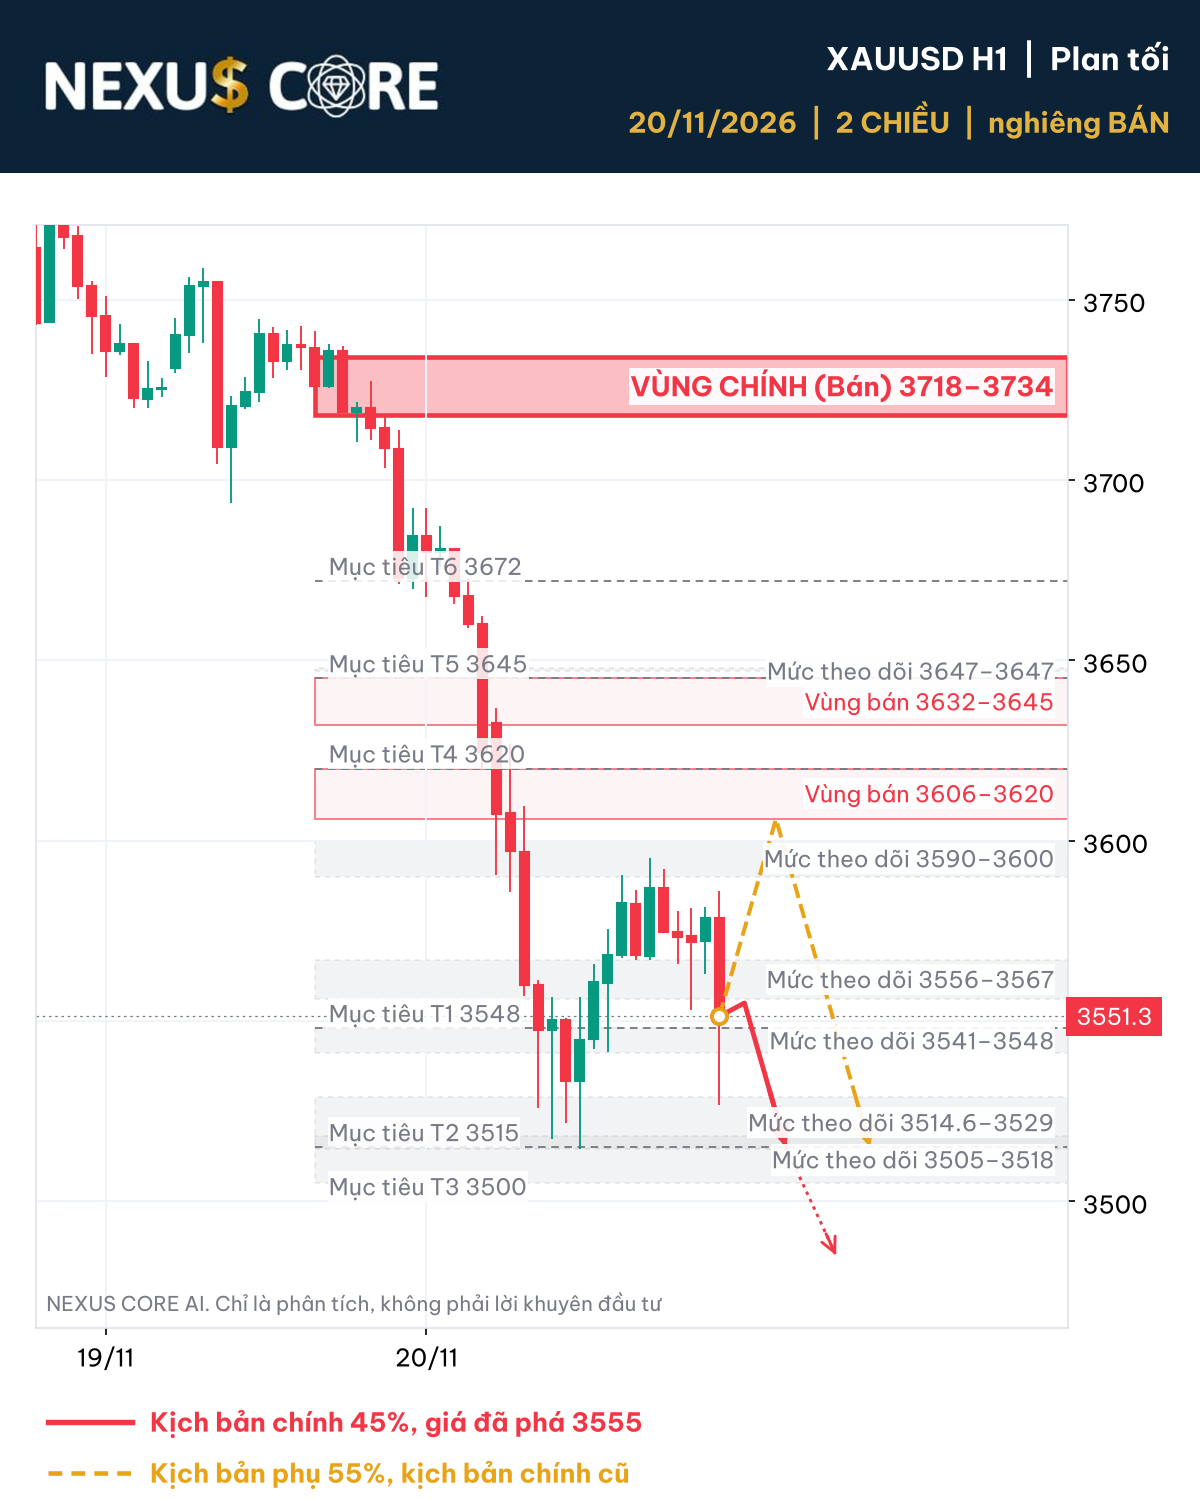 NEXU$ CORE
XAUUSD H1 | Plan tối
20/11/2026 | 2 CHIỀU | nghiêng BÁN
3750
VÙNG CHÍNH (Bán) 3718–3734
3700
Mục tiêu T6 3672
Mục tiêu T5 3645
Mức theo dõi 3647–3647
3650
Vùng bán 3632–3645
Mục tiêu T4 3620
Vùng bán 3606–3620
3600
Mức theo dõi 3590–3600
Mức theo dõi 3556–3567
Mục tiêu T1 3548
3551.3
Mức theo dõi 3541–3548
Mức theo dõi 3514.6–3529
Mục tiêu T2 3515
Mức theo dõi 3505–3518
Mục tiêu T3 3500
3500
NEXUS CORE AI. Chỉ là phân tích, không phải lời khuyên đầu tư
19/11
20/11
Kịch bản chính 45%, giá đã phá 3555
Kịch bản phụ 55%, kịch bản chính cũ